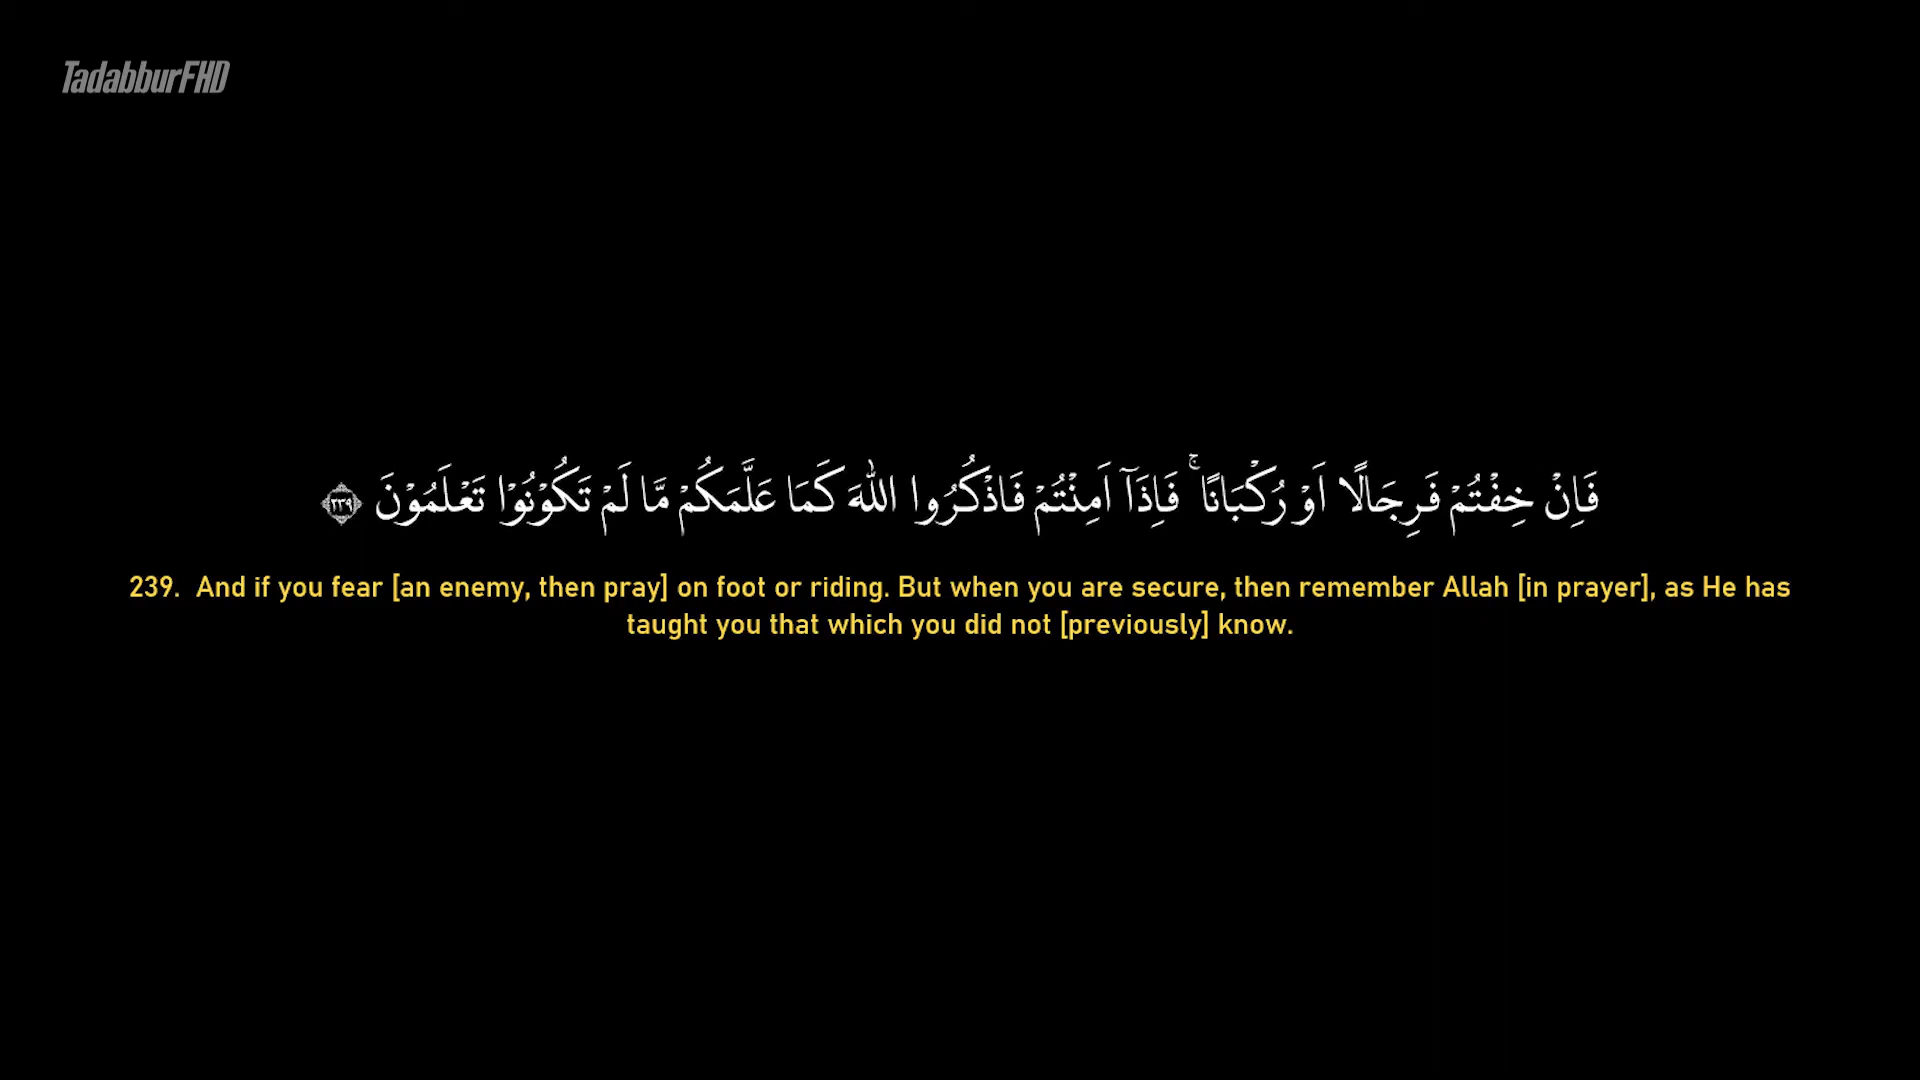 TadabburFHD
فَاِنْ خِفْتُمْ فَرِجَالًا اَوْ رُكْبَانًا ۚ فَاِذَآ اَمِنْتُمْ فَاذْكُرُوا اللّٰهَ كَمَا عَلَّمَكُمْ مَّا لَمْ تَكُوْنُوْا تَعْلَمُوْنَ ٢٣٩
239. And if you fear [an enemy, then pray] on foot or riding. But when you are secure, then remember Allah [in prayer], as He has
taught you that which you did not [previously] know.